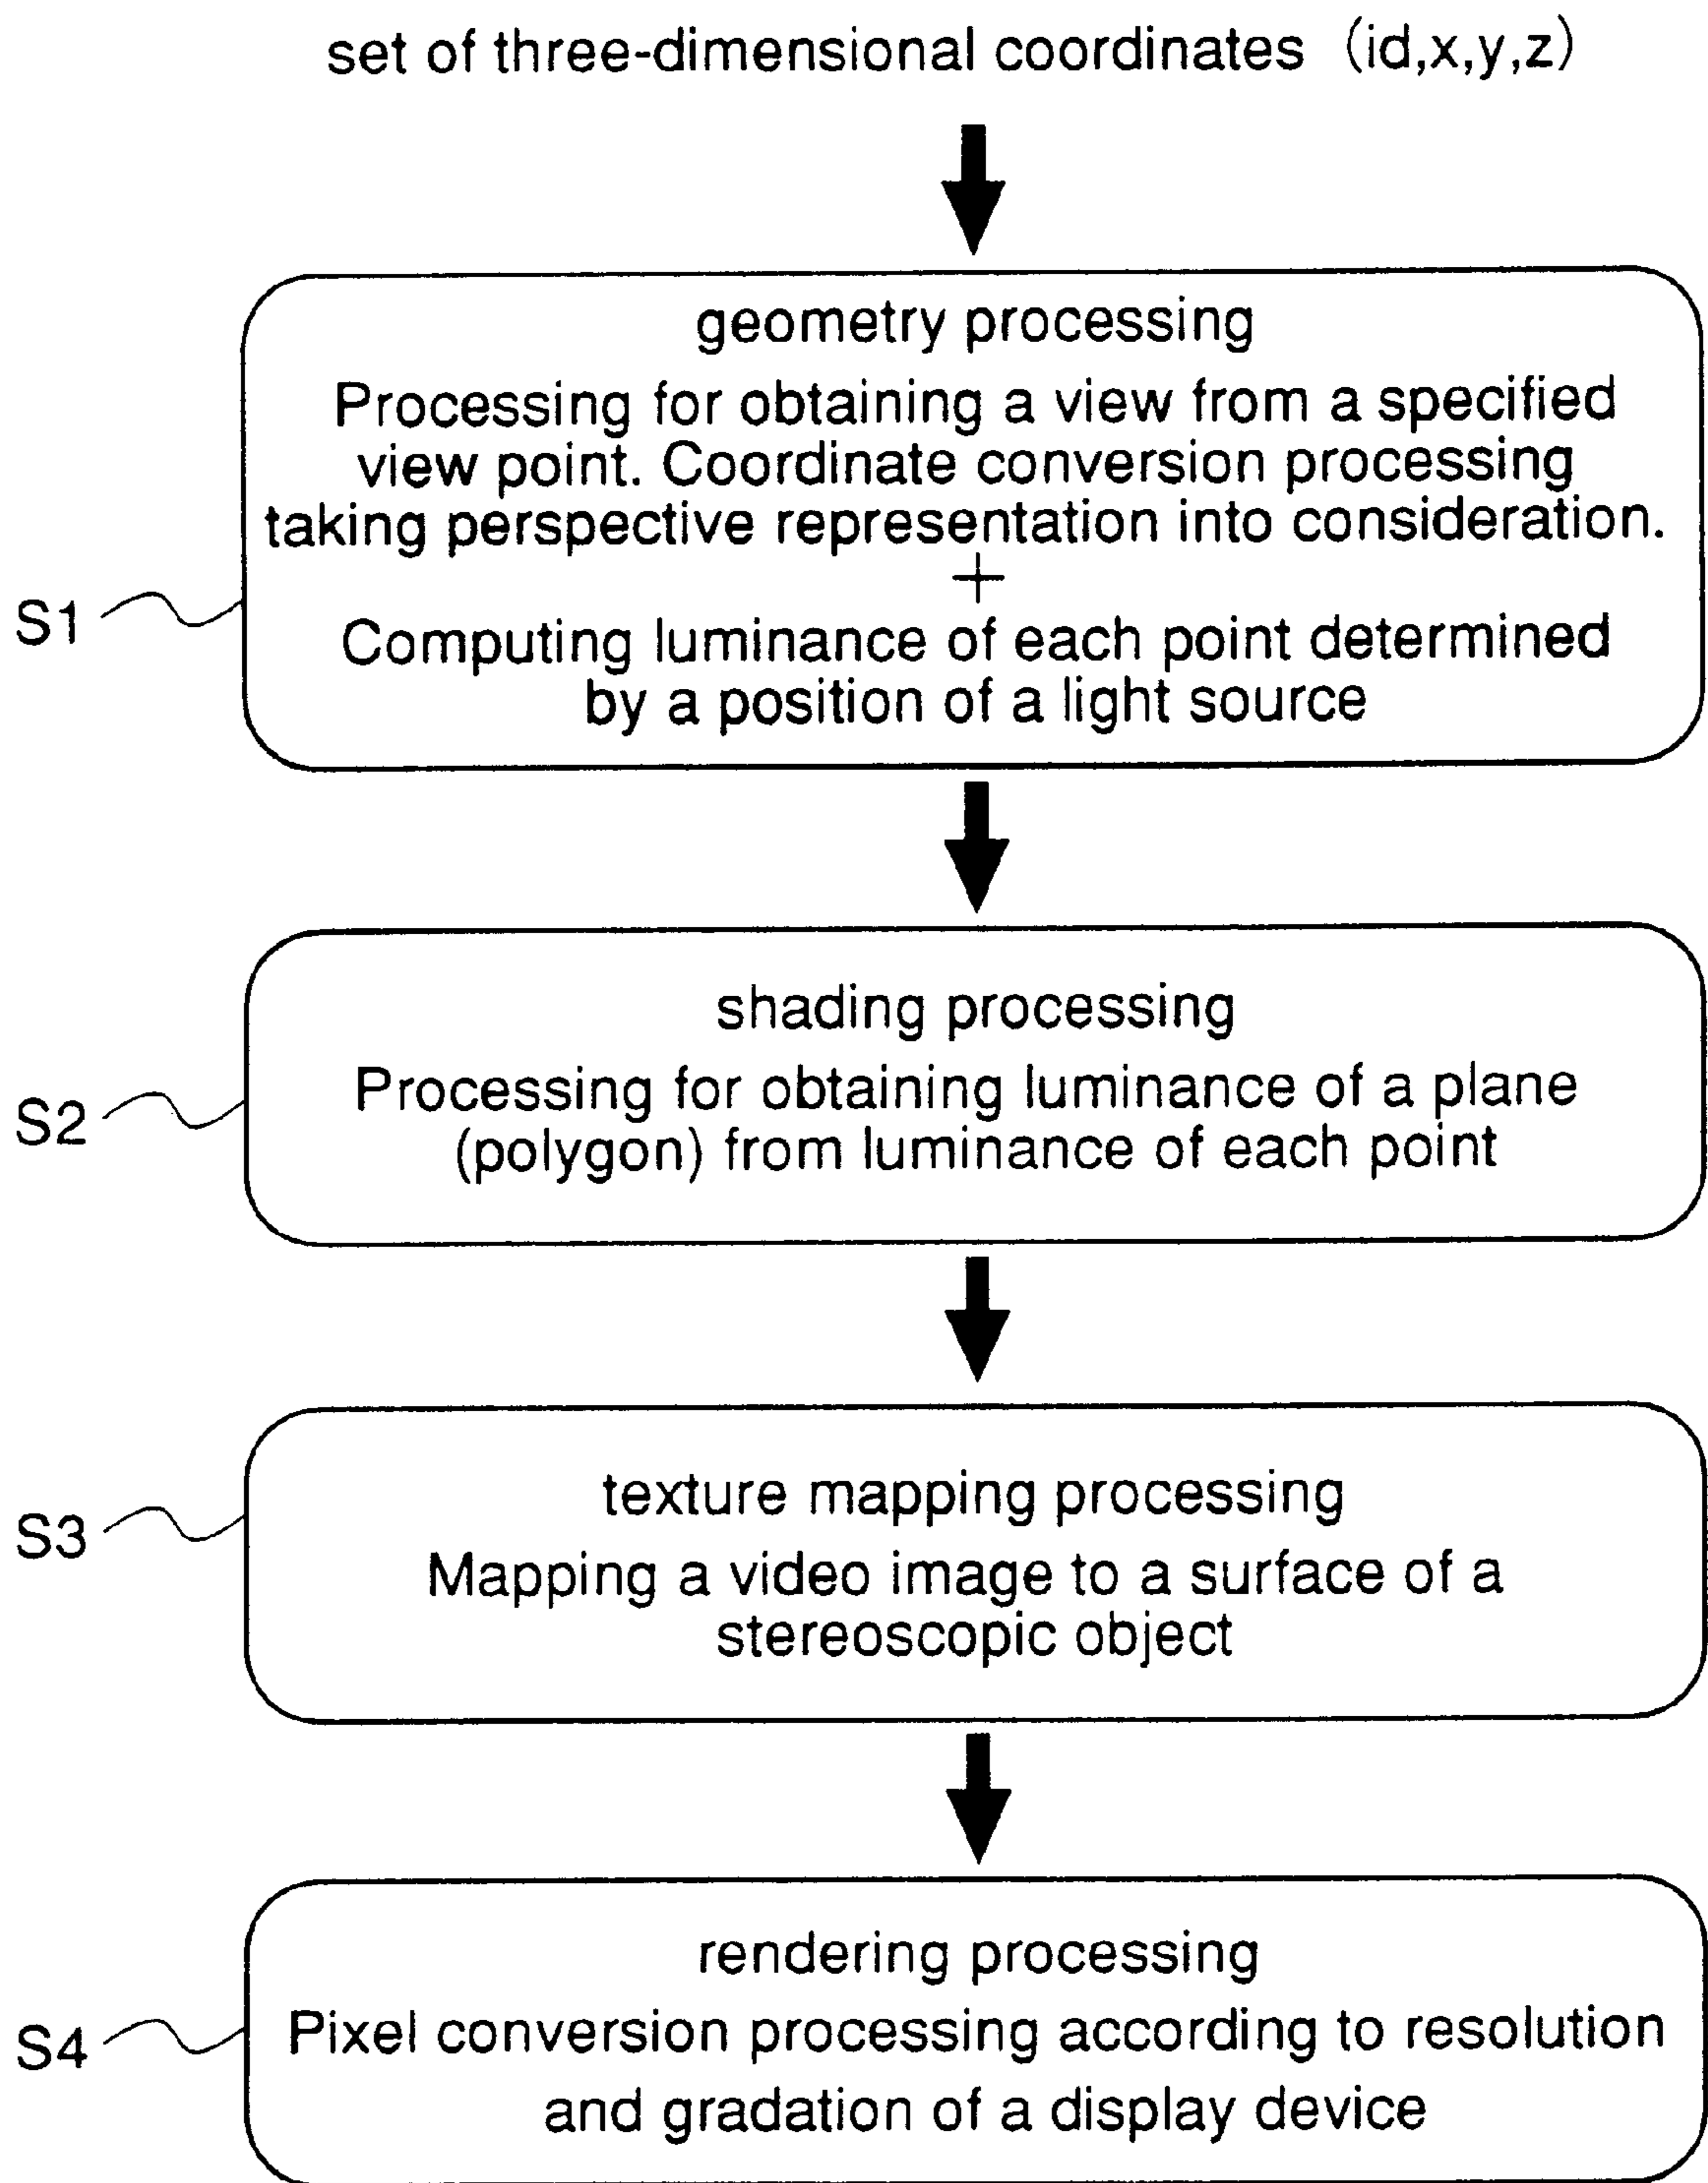 set of three-dimensional coordinates (id,x,y,z)
geometry processing
Processing for obtaining a view from a specified
view point. Coordinate conversion processing
taking perspective representation into consideration.
+
S1
Computing luminance of each point determined
by a position of a light source
shading processing
S2
Processing for obtaining luminance of a plane
(polygon) from luminance of each point
texture mapping processing
S3
Mapping a video image to a surface of a
stereoscopic object
rendering processing
S4
Pixel conversion processing according to resolution
and gradation of a display device